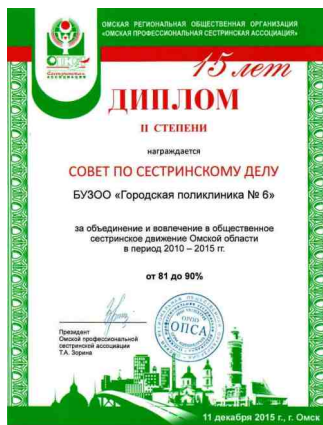 ОМСКАЯ РЕГИОНАЛЬНАЯ ОБЩЕСТВЕННАЯ ОРГАНИЗАЦИЯ
«ОМСКАЯ ПРОФЕССИОНАЛЬНАЯ СЕСТРИНСКАЯ АССОЦИАЦИЯ»
15 лет
ДИПЛОМ
II СТЕПЕНИ
награждается
СОВЕТ ПО СЕСТРИНСКОМУ ДЕЛУ
БУЗОО «Городская поликлиника № 6»
за объединение и вовлечение в общественное
сестринское движение Омской области
в период 2010 – 2015 гг.
от 81 до 90%
Президент
Омской профессиональной
сестринской ассоциации
Т.А. Зорина
ОПСА
11 декабря 2015 г., г. Омск